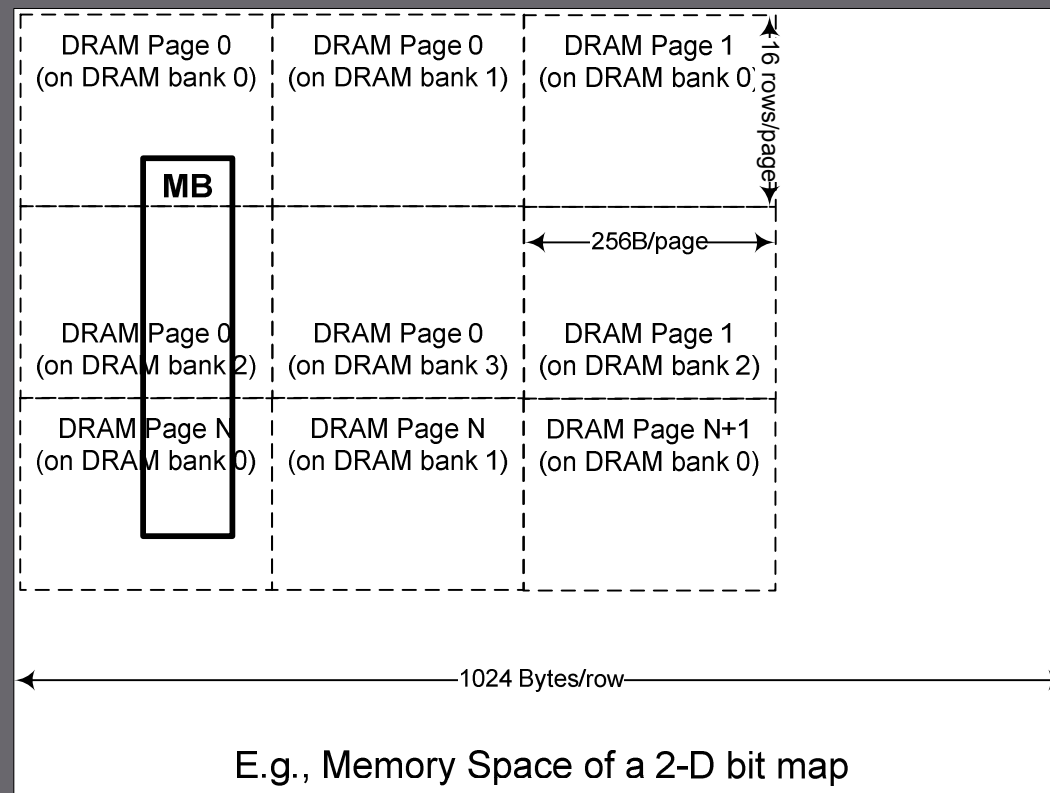 DRAM Page 0
(on DRAM bank 0)
DRAM Page 0
(on DRAM bank 1)
DRAM Page 1
(on DRAM bank 0)
16 rows/page
MB
256B/page
DRAM Page 0
(on DRAM bank 2)
DRAM Page 0
(on DRAM bank 3)
DRAM Page 1
(on DRAM bank 2)
DRAM Page N
(on DRAM bank 0)
DRAM Page N
(on DRAM bank 1)
DRAM Page N+1
(on DRAM bank 0)
1024 Bytes/row
E.g., Memory Space of a 2-D bit map